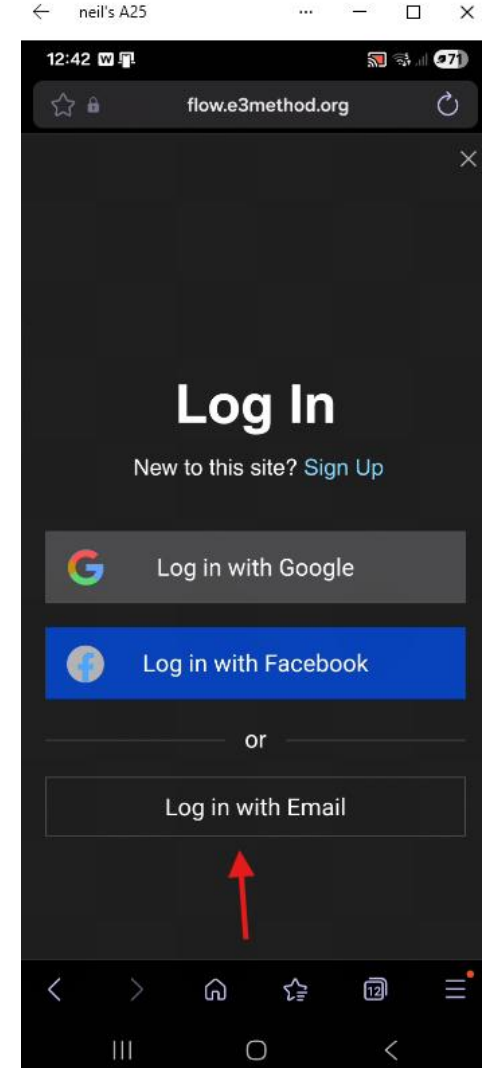 neil's A25
12:42
71
flow.e3method.org
Log In
New to this site? Sign Up
Log in with Google
Log in with Facebook
or
Log in with Email
12